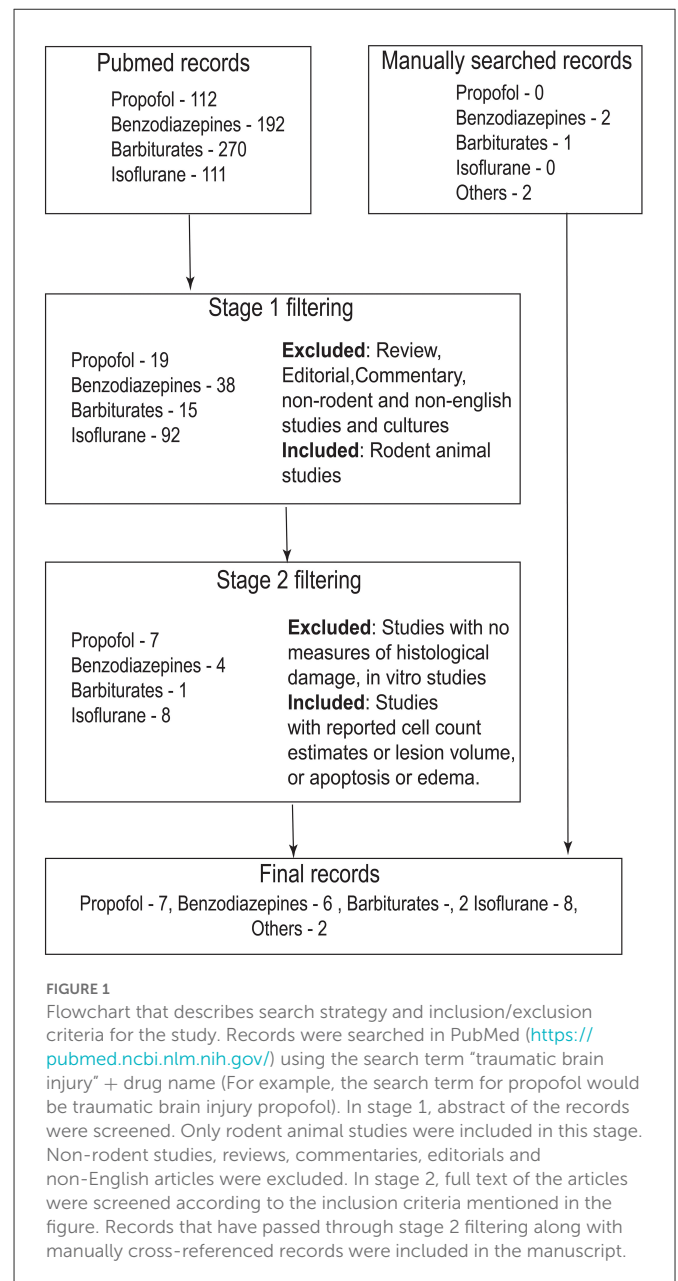 Pubmed records
Propofol - 112
Benzodiazepines - 192
Barbiturates - 270
Isoflurane - 111
Manually searched records
Propofol - 0
Benzodiazepines - 2
Barbiturates - 1
Isoflurane - 0
Others - 2
Stage 1 filtering
Propofol - 19
Benzodiazepines - 38
Barbiturates - 15
Isoflurane - 92
Excluded: Review,
Editorial,Commentary,
non-rodent and non-english
studies and cultures
Included: Rodent animal
studies
Stage 2 filtering
Propofol - 7
Benzodiazepines - 4
Barbiturates - 1
Isoflurane - 8
Excluded: Studies with no
measures of histological
damage, in vitro studies
Included: Studies
with reported cell count
estimates or lesion volume,
or apoptosis or edema.
Final records
Propofol - 7, Benzodiazepines - 6 , Barbiturates -, 2 Isoflurane - 8,
Others - 2
FIGURE 1
Flowchart that describes search strategy and inclusion/exclusion
criteria for the study. Records were searched in PubMed (https://
pubmed.ncbi.nlm.nih.gov/) using the search term “traumatic brain
injury“ + drug name (For example, the search term for propofol would
be traumatic brain injury propofol). In stage 1, abstract of the records
were screened. Only rodent animal studies were included in this stage.
Non-rodent studies, reviews, commentaries, editorials and
non-English articles were excluded. In stage 2, full text of the articles
were screened according to the inclusion criteria mentioned in the
figure. Records that have passed through stage 2 filtering along with
manually cross-referenced records were included in the manuscript.